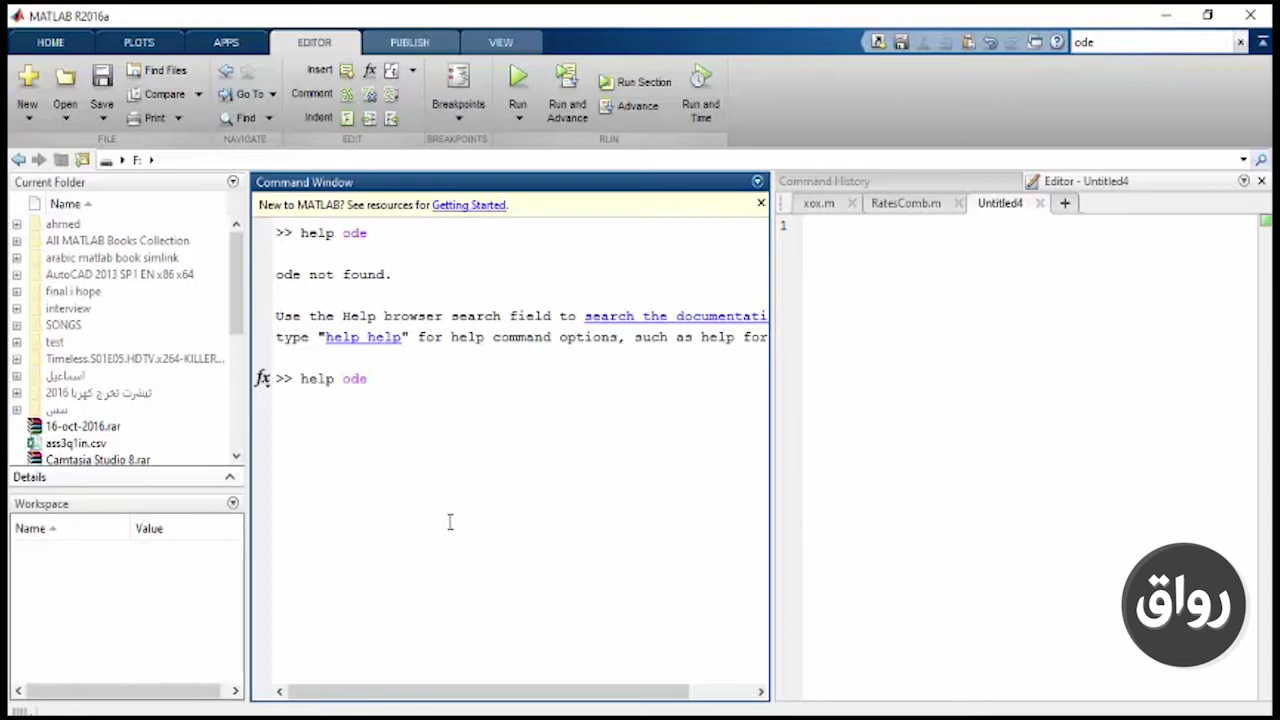 MATLAB R2016a
HOME PLOTS APPS EDITOR PUBLISH VIEW
ode
New Open Save Find Files Compare Print
Go To Find
Insert Comment Indent
Breakpoints
Run Run and Advance Run Section Advance Run and Time
FILE NAVIGATE EDIT BREAKPOINTS RUN
F:
Current Folder
Name
ahmed
All MATLAB Books Collection
arabic matlab book simlink
AutoCAD 2013 SP1 EN x86 x64
final i hope
interview
SONGS
test
Timeless.S01E05.HDTV.x264-KILLER...
اسماعيل
تيشرت تخرج كهربا 2016
شس
16-oct-2016.rar
ass3q1in.csv
Camtasia Studio 8.rar
Details
Workspace
Name Value
Command Window
New to MATLAB? See resources for Getting Started.
>> help ode
ode not found.
Use the Help browser search field to search the documentati
type "help help" for help command options, such as help for
fx >> help ode
Command History
Editor - Untitled4
xox.m RatesComb.m Untitled4
1
رواق